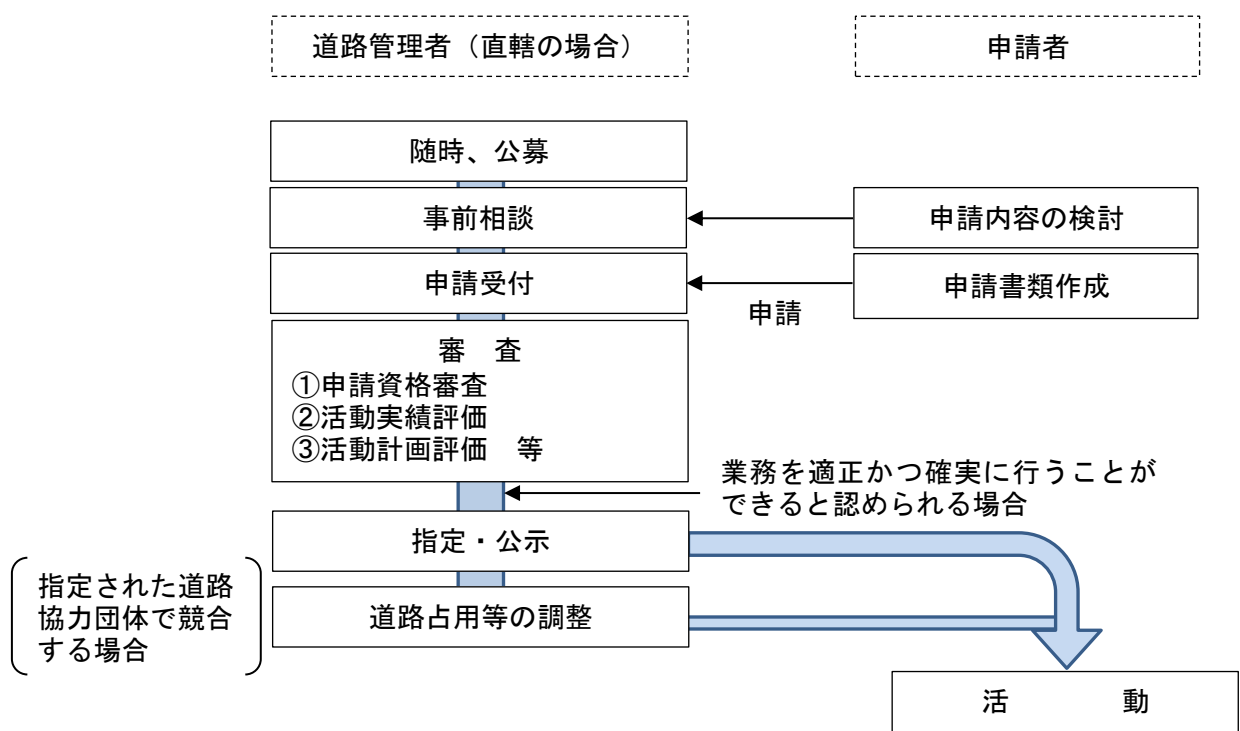 道路管理者（直轄の場合）
申請者
随時、公募
事前相談
申請内容の検討
申請受付
申請書類作成
申請
審　査
①申請資格審査
②活動実績評価
③活動計画評価　等
業務を適正かつ確実に行うことが
できると認められる場合
指定・公示
指定された道路
協力団体で競合
する場合
道路占用等の調整
活　　動